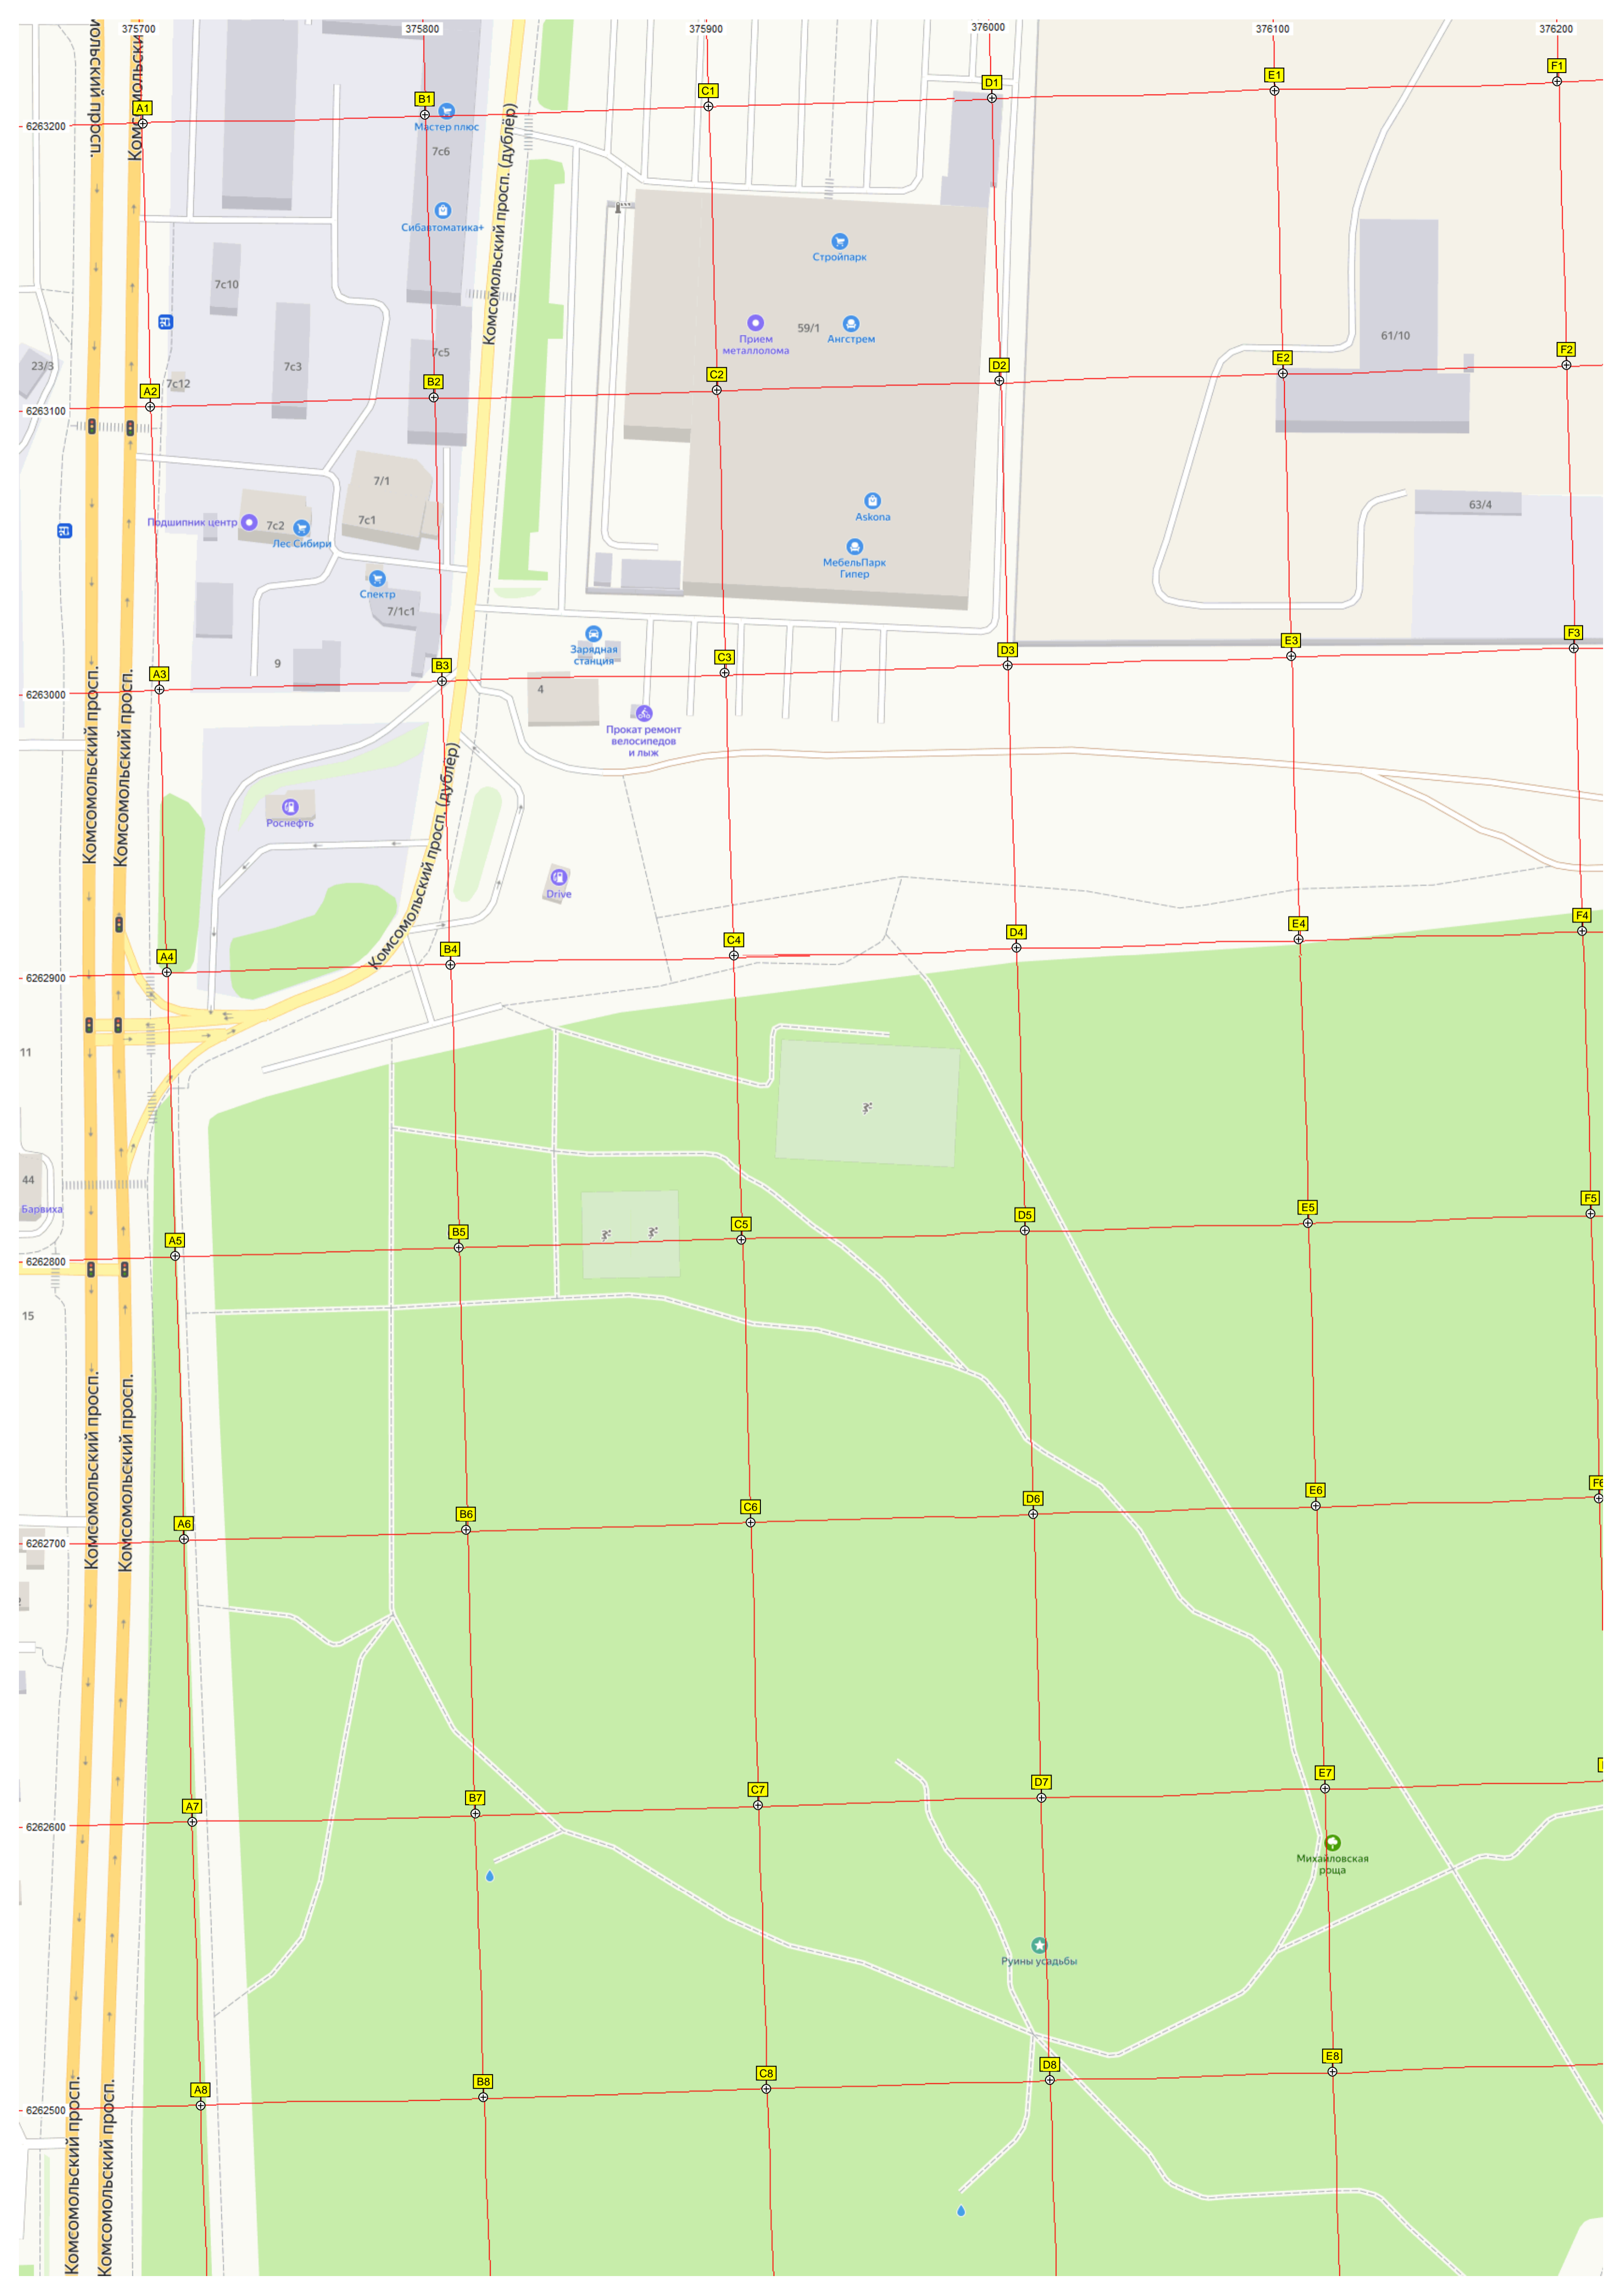 375700 375800 375900 376000 376100 376200
A1 B1 C1 D1 E1 F1
6263200
Комсомольский
Мастер плюс
7с6
Сибавтоматика+
Комсомольский просп. (дублёр)
Стройпарк
7с10
59/1
Прием
металлолома
Ангстрем
61/10
7с3
7с5
23/3
7с12
A2 B2 C2 D2 E2 F2
6263100
7/1
7с1
7с2
Подшипник центр
Лес Сибири
Askona
63/4
МебельПарк
Гипер
Спектр
7/1с1
9
Зарядная
станция
A3 B3 C3 D3 E3 F3
6263000
4
Прокат ремонт
велосипедов
и лыж
Комсомольский просп.
Комсомольский просп.
Комсомольский просп. (дублёр)
Роснефть
Drive
A4 B4 C4 D4 E4 F4
6262900
11
44
Барвиха
A5 B5 C5 D5 E5 F5
6262800
15
Комсомольский просп.
Комсомольский просп.
A6 B6 C6 D6 E6 F6
6262700
A7 B7 C7 D7 E7
6262600
Михайловская
роща
Руины усадьбы
A8 B8 C8 D8 E8
6262500
Комсомольский просп.
Комсомольский просп.